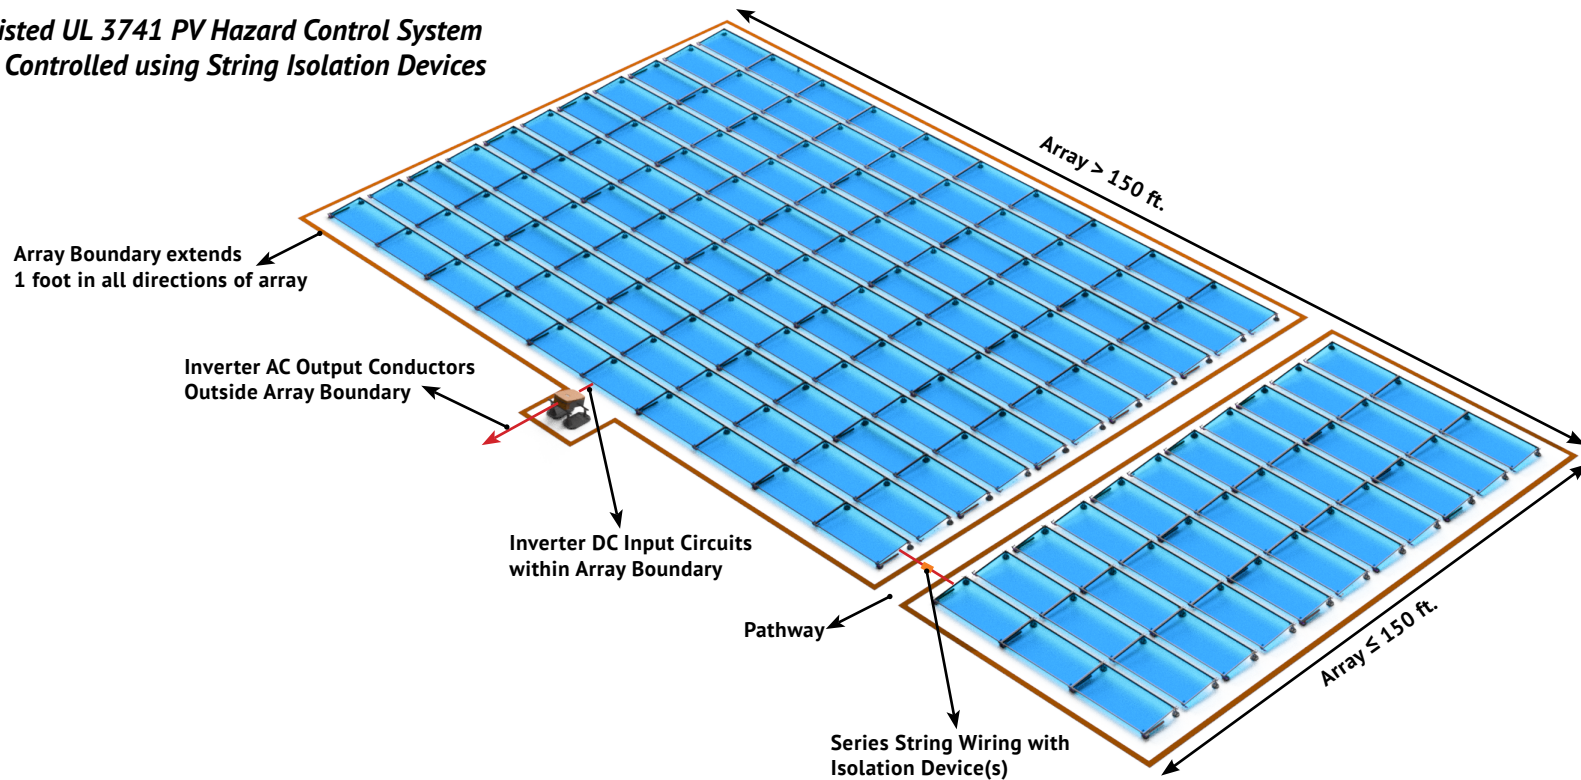 isted UL 3741 PV Hazard Control System
Controlled using String Isolation Devices
Array > 150 ft.
Array Boundary extends
1 foot in all directions of array
Inverter AC Output Conductors
Outside Array Boundary
Inverter DC Input Circuits
within Array Boundary
Pathway
Array ≤ 150 ft.
Series String Wiring with
Isolation Device(s)